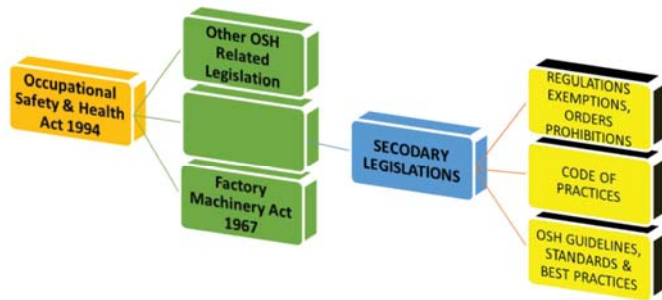 Occupational
Safety & Health
Act 1994
Other OSH
Related
Legislation
Factory
Machinery Act
1967
SECODARY
LEGISLATIONS
REGULATIONS
EXEMPTIONS,
ORDERS
PROHIBITIONS
CODE OF
PRACTICES
OSH GUIDELINES,
STANDARDS &
BEST PRACTICES